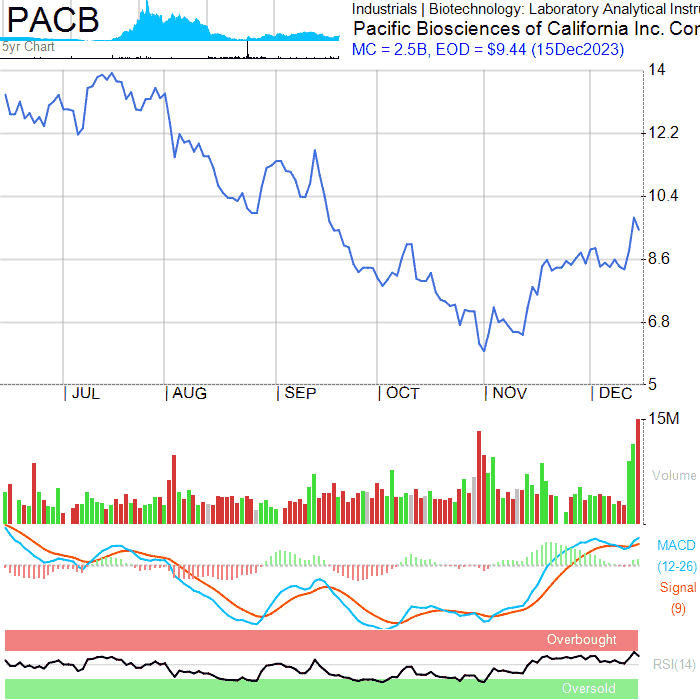 PACB
5yr Chart
Industrials | Biotechnology: Laboratory Analytical Instru
Pacific Biosciences of California Inc. Com
MC = 2.5B, EOD = $9.44 (15Dec2023)
14
12.2
10.4
8.6
6.8
5
JUL AUG SEP OCT NOV DEC
15M
Volume
MACD
(12-26)
Signal
(9)
Overbought
RSI(14)
Oversold